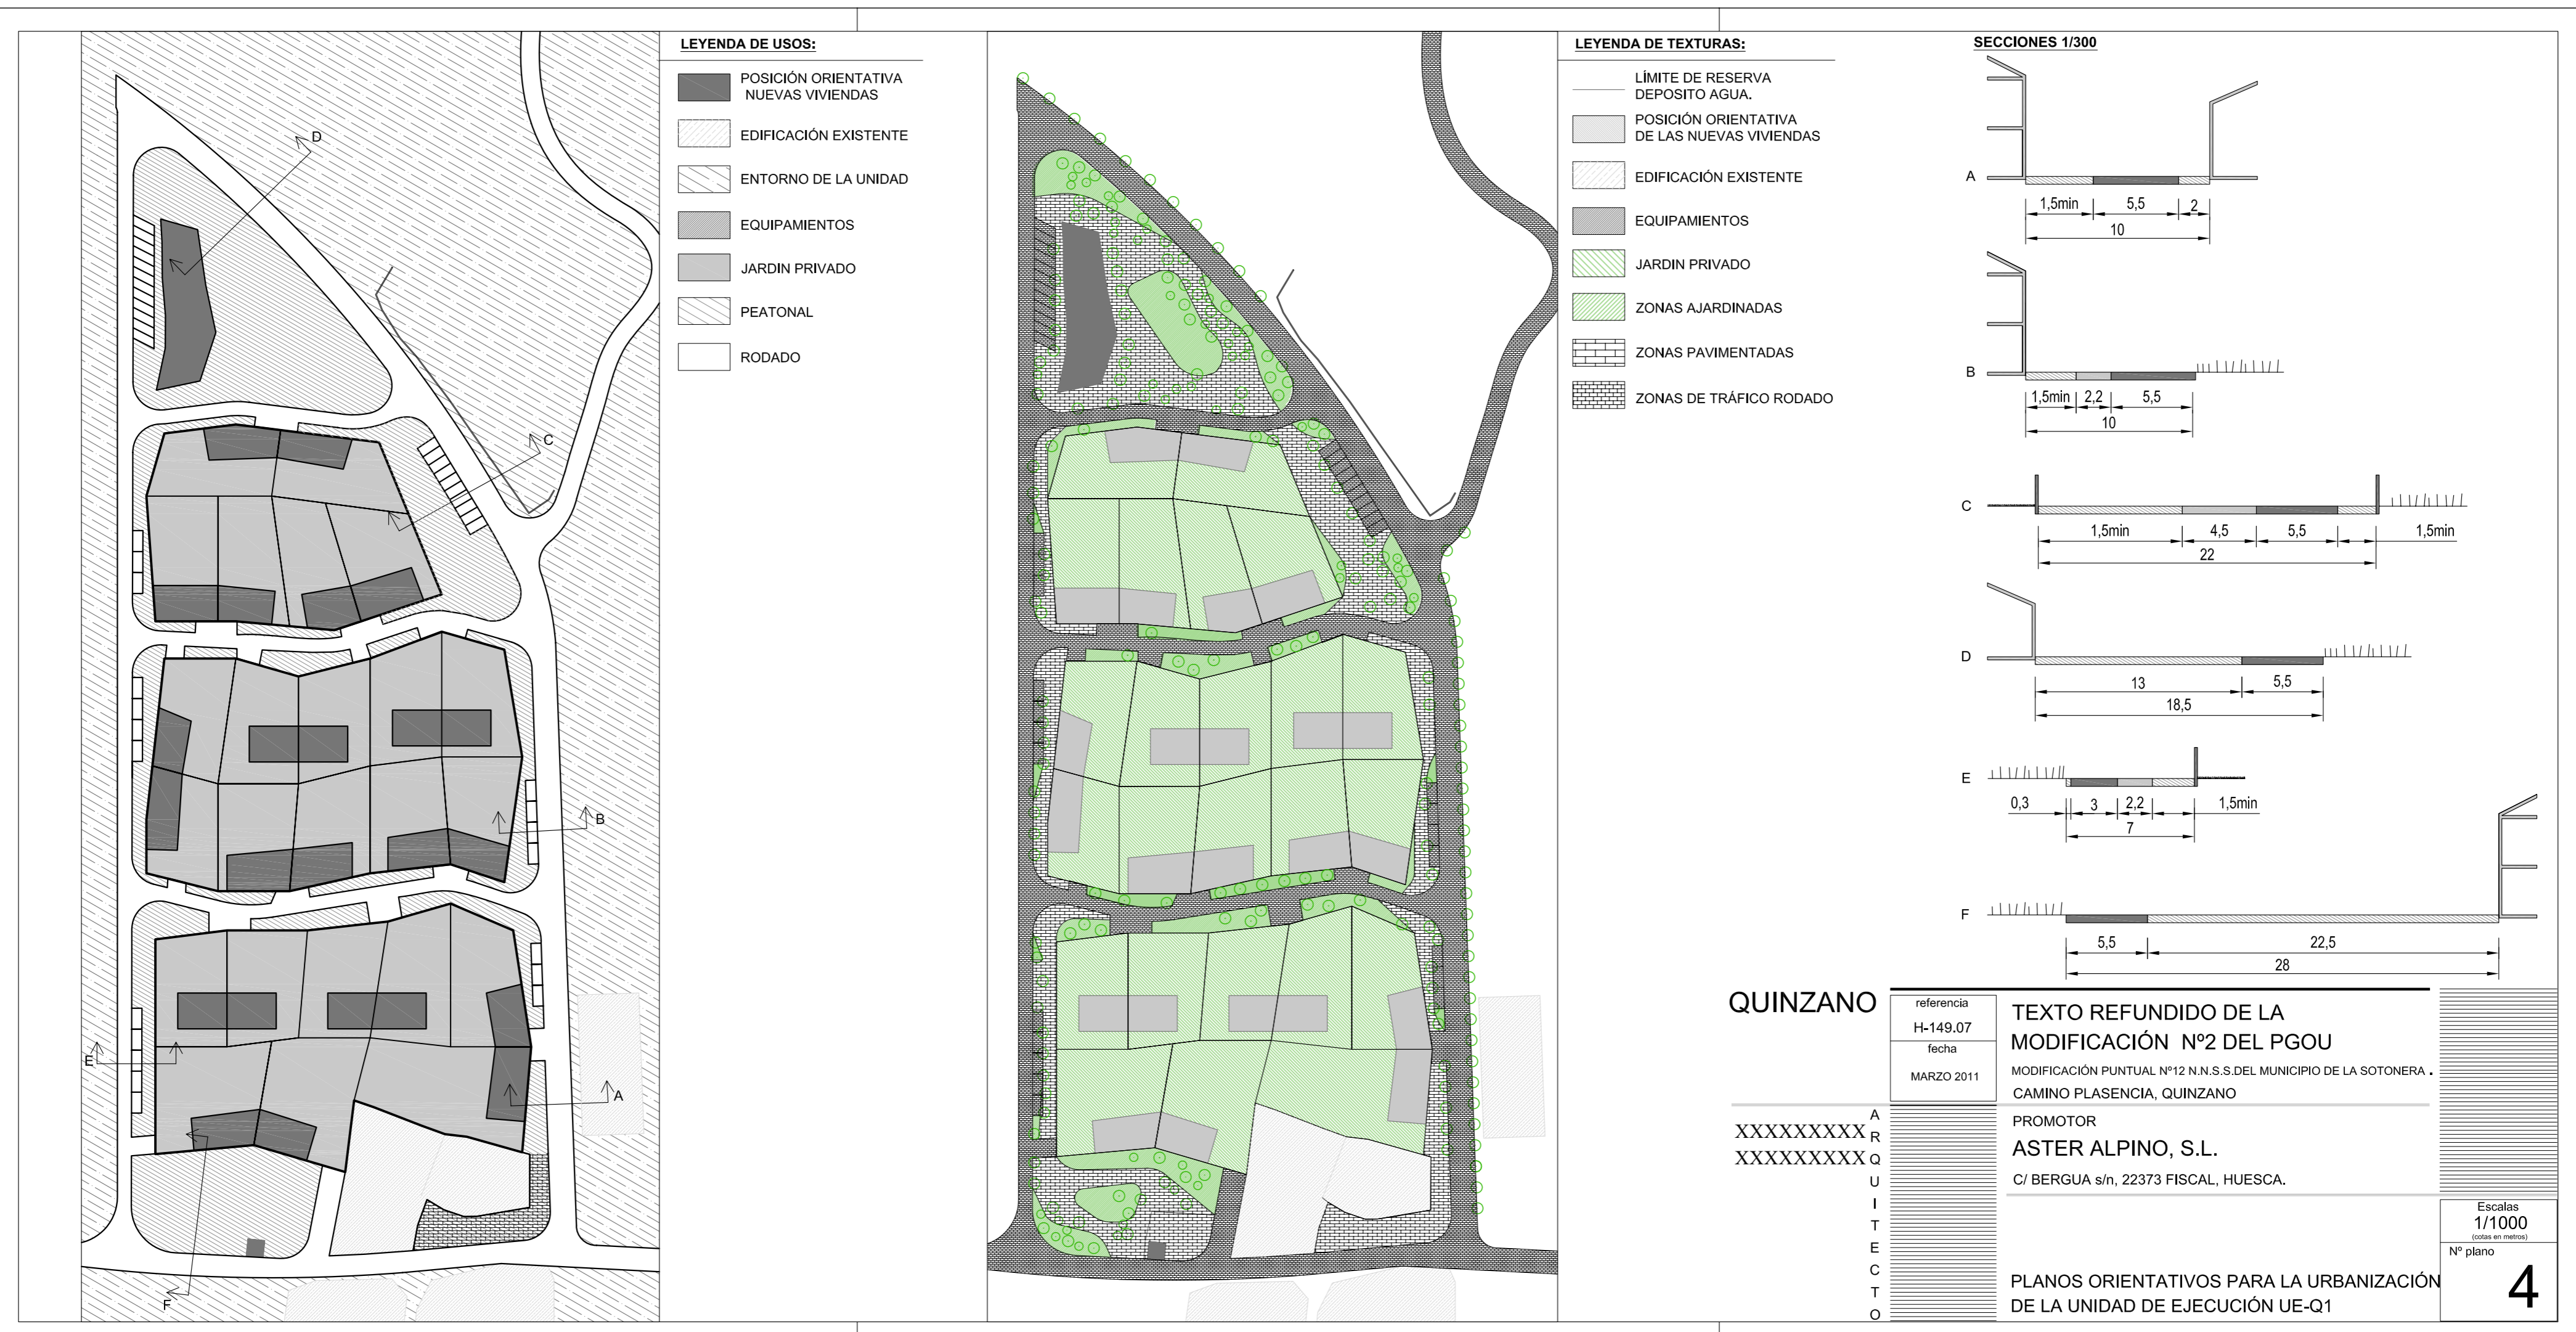 LEYENDA DE USOS:
POSICIÓN ORIENTATIVA
NUEVAS VIVIENDAS
EDIFICACIÓN EXISTENTE
ENTORNO DE LA UNIDAD
EQUIPAMIENTOS
JARDIN PRIVADO
PEATONAL
RODADO
D
C
B
E
A
F
LEYENDA DE TEXTURAS:
LÍMITE DE RESERVA
DEPOSITO AGUA.
POSICIÓN ORIENTATIVA
DE LAS NUEVAS VIVIENDAS
EDIFICACIÓN EXISTENTE
EQUIPAMIENTOS
JARDIN PRIVADO
ZONAS AJARDINADAS
ZONAS PAVIMENTADAS
ZONAS DE TRÁFICO RODADO
SECCIONES 1/300
A
1,5min 5,5 2
10
B
1,5min 2,2 5,5
10
C
1,5min 4,5 5,5 1,5min
22
D
13 5,5
18,5
E
0,3 3 2,2 1,5min
7
F
5,5 22,5
28
QUINZANO
referencia
H-149.07
fecha
MARZO 2011
TEXTO REFUNDIDO DE LA
MODIFICACIÓN Nº2 DEL PGOU
MODIFICACIÓN PUNTUAL Nº12 N.N.S.S.DEL MUNICIPIO DE LA SOTONERA .
CAMINO PLASENCIA, QUINZANO
XXXXXXXXX
XXXXXXXXX
ARQUITECTO
PROMOTOR
ASTER ALPINO, S.L.
C/ BERGUA s/n, 22373 FISCAL, HUESCA.
PLANOS ORIENTATIVOS PARA LA URBANIZACIÓN
DE LA UNIDAD DE EJECUCIÓN UE-Q1
Escalas
1/1000
(cotas en metros)
Nº plano
4